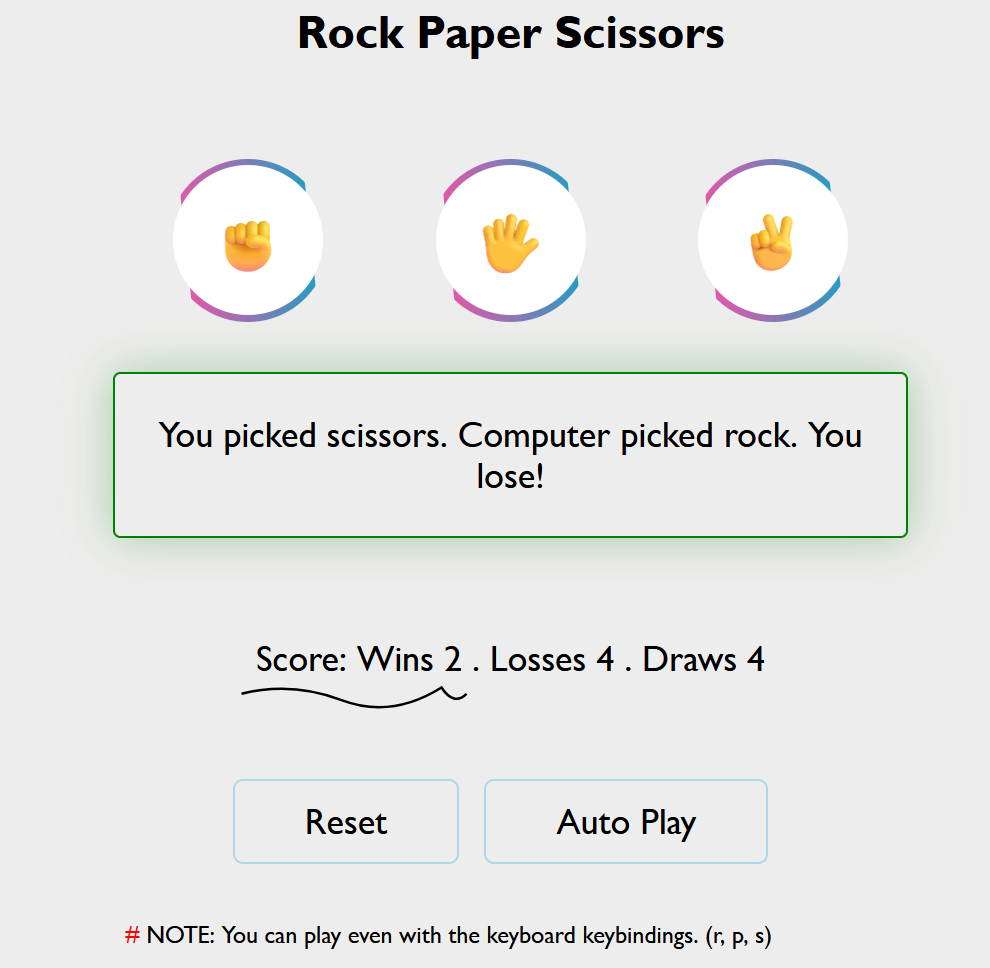 Rock Paper Scissors
You picked scissors. Computer picked rock. You
lose!
Score: Wins 2 . Losses 4 . Draws 4
Reset
Auto Play
# NOTE: You can play even with the keyboard keybindings. (r, p, s)